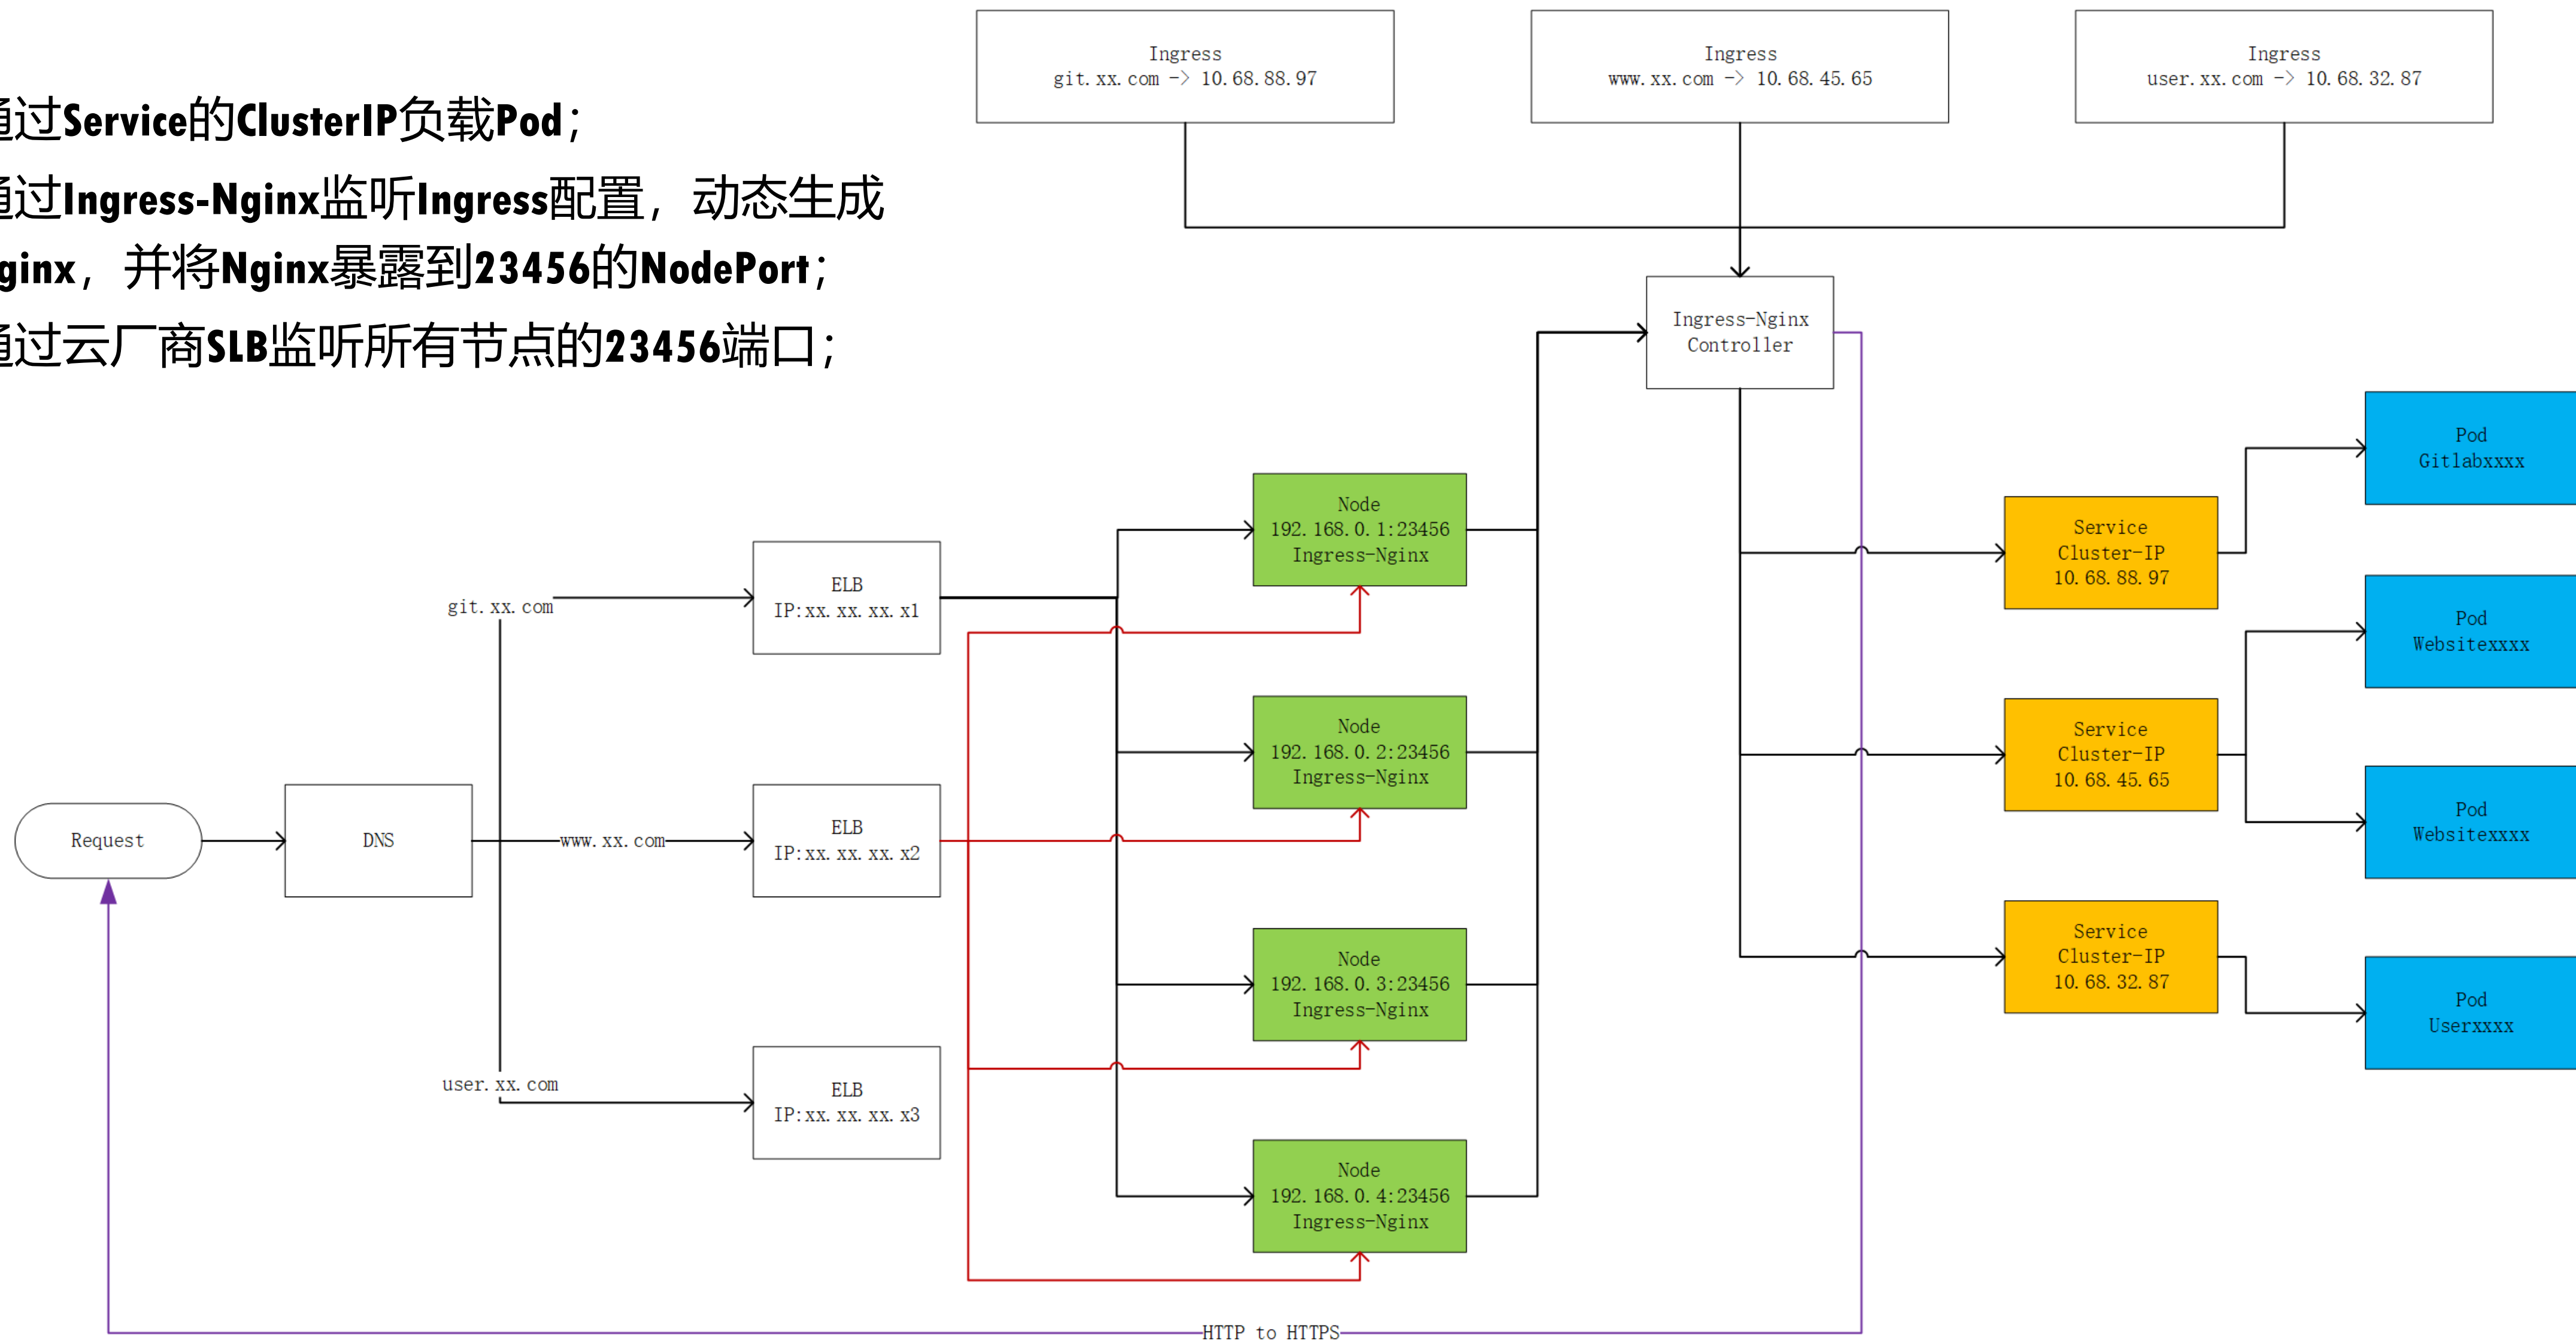 通过Service的ClusterIP负载Pod；
通过Ingress-Nginx监听Ingress配置，动态生成
ginx，并将Nginx暴露到23456的NodePort；
通过云厂商SLB监听所有节点的23456端口；
Ingress
git.xx.com -> 10.68.88.97
Ingress
www.xx.com -> 10.68.45.65
Ingress
user.xx.com -> 10.68.32.87
Ingress-Nginx
Controller
Request
DNS
git.xx.com
www.xx.com
user.xx.com
ELB
IP:xx.xx.xx.x1
ELB
IP:xx.xx.xx.x2
ELB
IP:xx.xx.xx.x3
Node
192.168.0.1:23456
Ingress-Nginx
Node
192.168.0.2:23456
Ingress-Nginx
Node
192.168.0.3:23456
Ingress-Nginx
Node
192.168.0.4:23456
Ingress-Nginx
Service
Cluster-IP
10.68.88.97
Service
Cluster-IP
10.68.45.65
Service
Cluster-IP
10.68.32.87
Pod
Gitlabxxxx
Pod
Websitexxxx
Pod
Websitexxxx
Pod
Userxxxx
HTTP to HTTPS